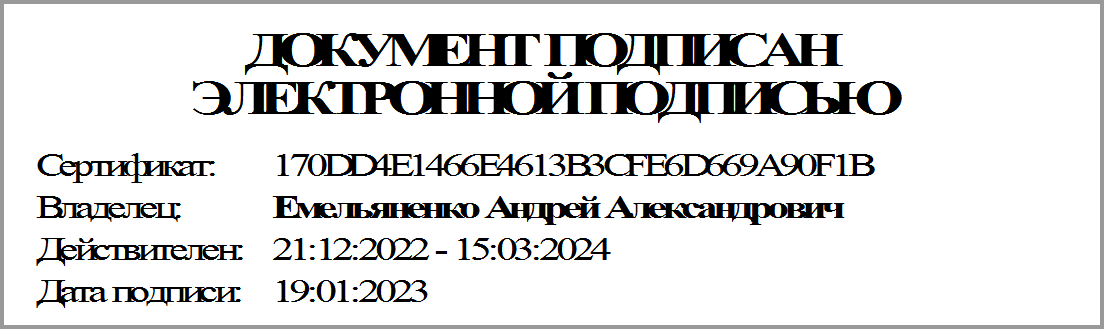 ДОКУМЕНТ ПОДПИСАН
ЭЛЕКТРОННОЙ ПОДПИСЬЮ
Сертификат: 170DD4E1466E4613B3CFE6D669A90F1B
Владелец: Емельяненко Андрей Александрович
Действителен: 21:12:2022 - 15:03:2024
Дата подписи: 19:01:2023